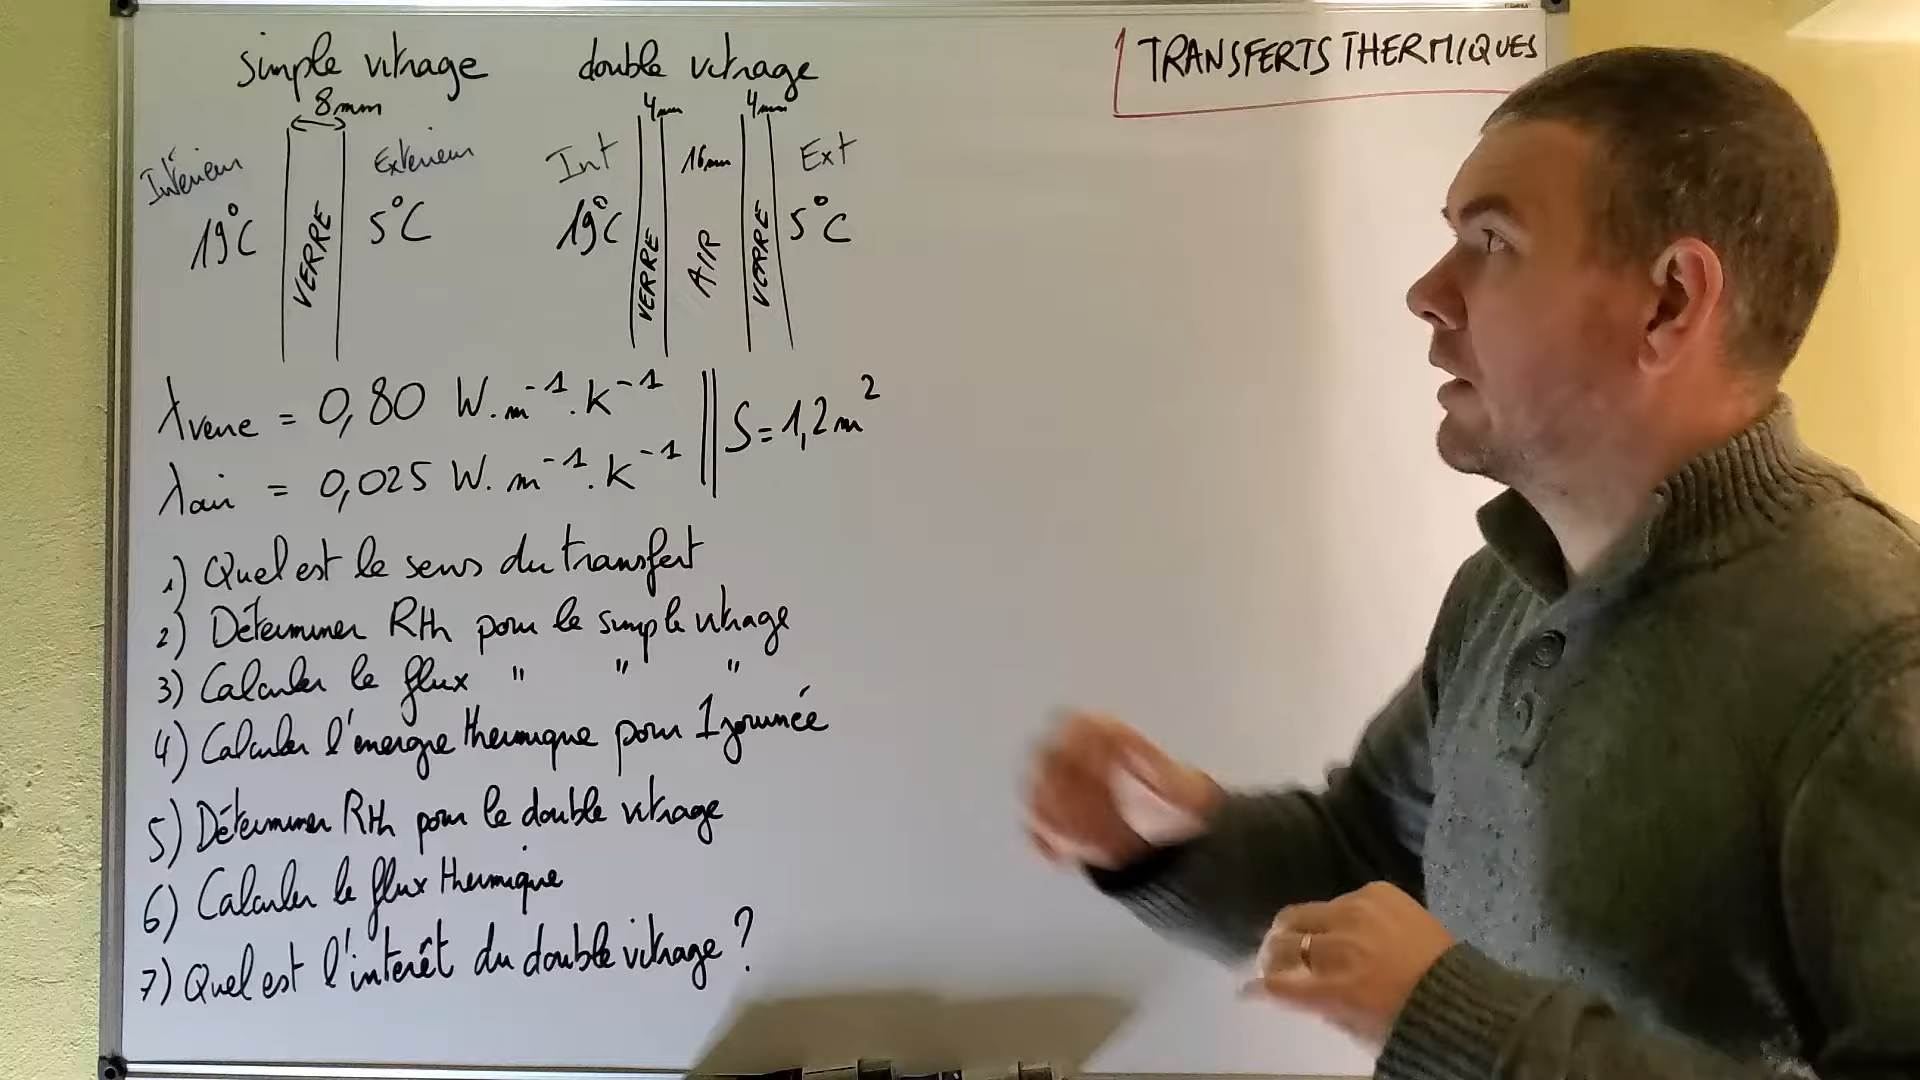 simple vitrage
8mm
Intérieur
Extérieur
19°C
VERRE
5°C
double vitrage
4mm
4mm
Int
16mm
Ext
19°C
VERRE
AIR
VERRE
5°C
TRANSFERTS THERMIQUES
λverre = 0,80 W.m⁻¹.K⁻¹
λair = 0,025 W.m⁻¹.K⁻¹
S=1,2m²
1) Quel est le sens du transfert
2) Déterminer Rth pour le simple vitrage
3) Calculer le flux " " "
4) Calculer l'énergie thermique pour 1 journée
5) Déterminer Rth pour le double vitrage
6) Calculer le flux thermique
7) Quel est l'interêt du double vitrage ?